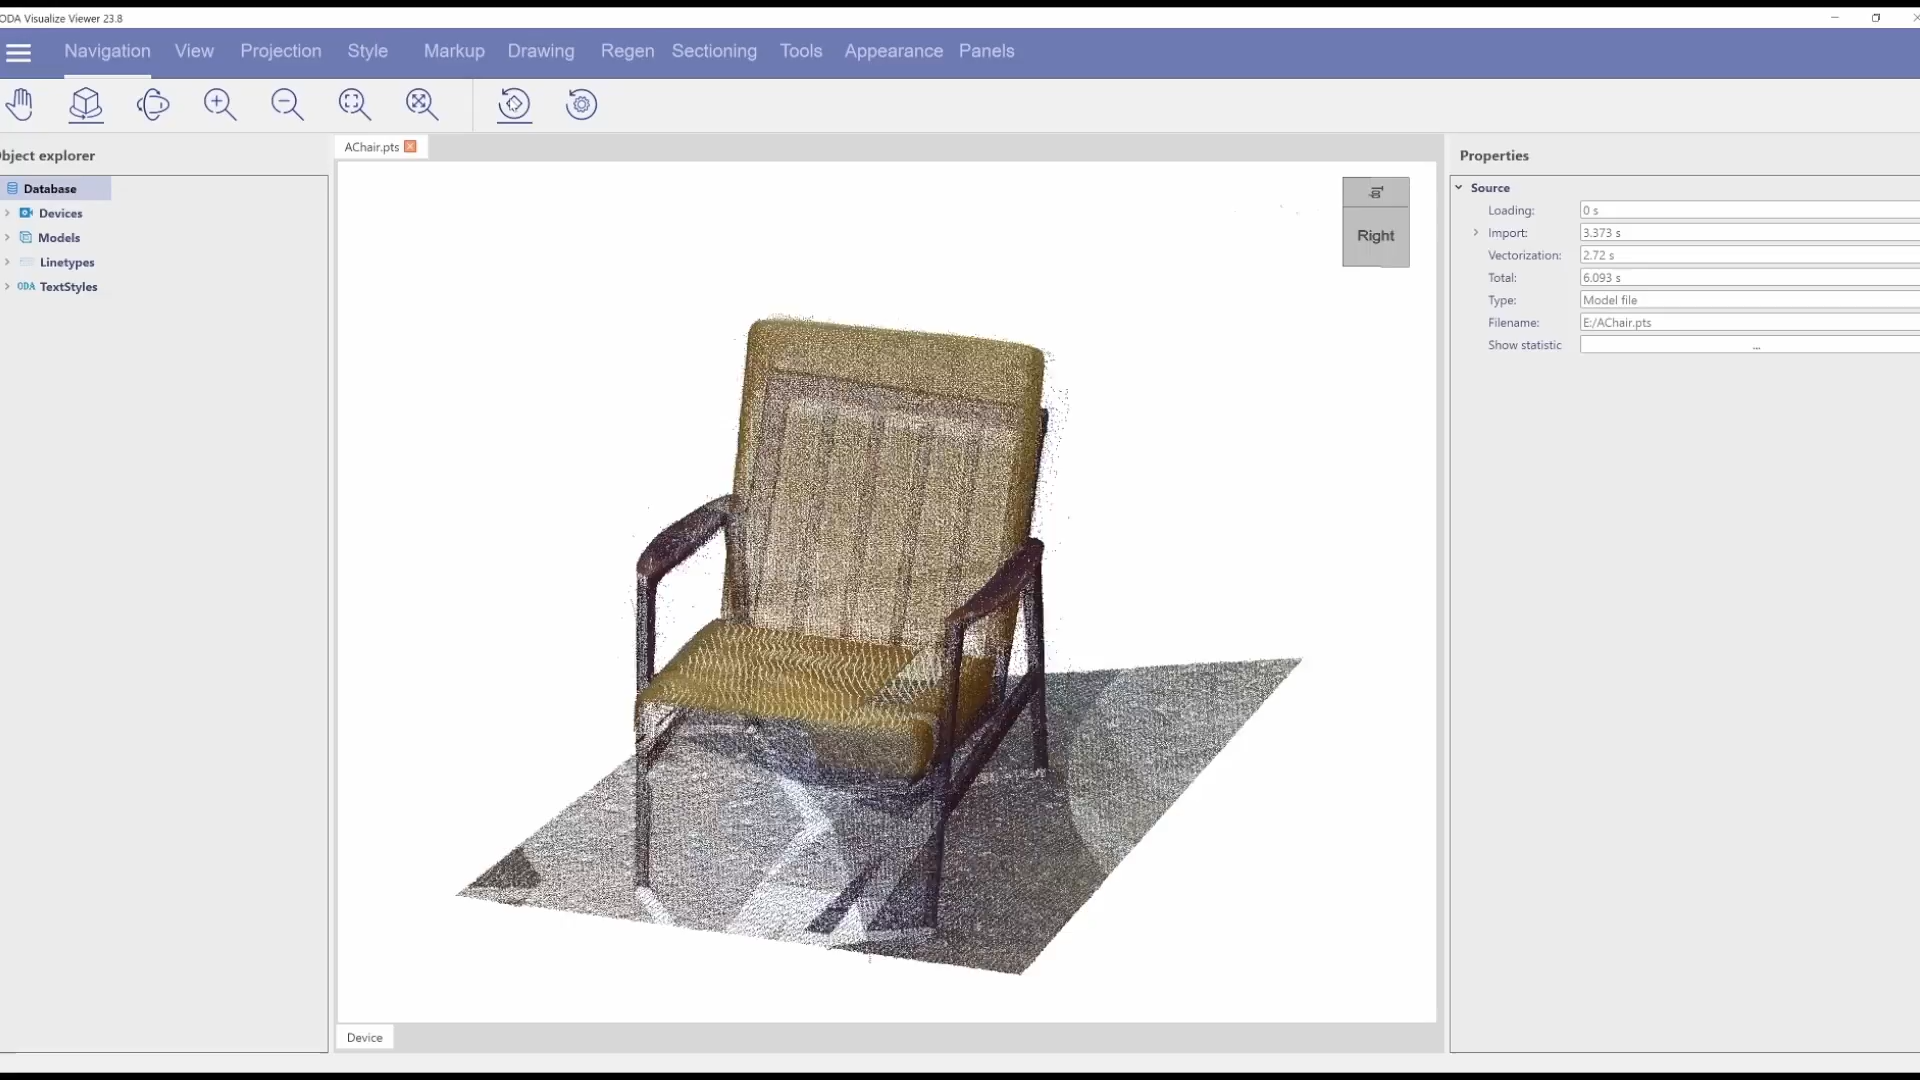 ODA Visualize Viewer 23.8
Navigation View Projection Style Markup Drawing Regen Sectioning Tools Appearance Panels
bject explorer
AChair.pts
Properties
Database
Devices
Models
Linetypes
ODA TextStyles
Right
Source
Loading: 0 s
Import: 3.373 s
Vectorization: 2.72 s
Total: 6.093 s
Type: Model file
Filename: E:/AChair.pts
Show statistic ...
Device